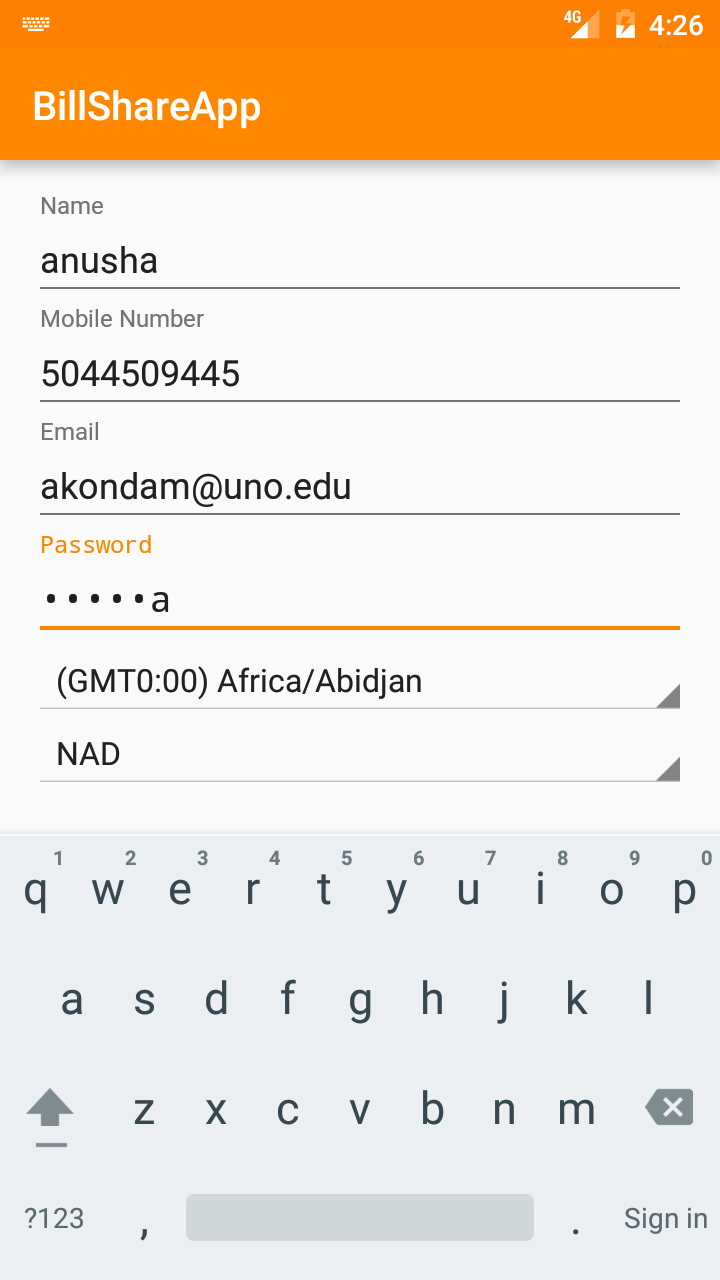 4G 4:26
BillShareApp
Name
anusha
Mobile Number
5044509445
Email
akondam@uno.edu
Password
•••••a
(GMT0:00) Africa/Abidjan
NAD
1 2 3 4 5 6 7 8 9 0
q w e r t y u i o p
a s d f g h j k l
z x c v b n m
?123 , . Sign in